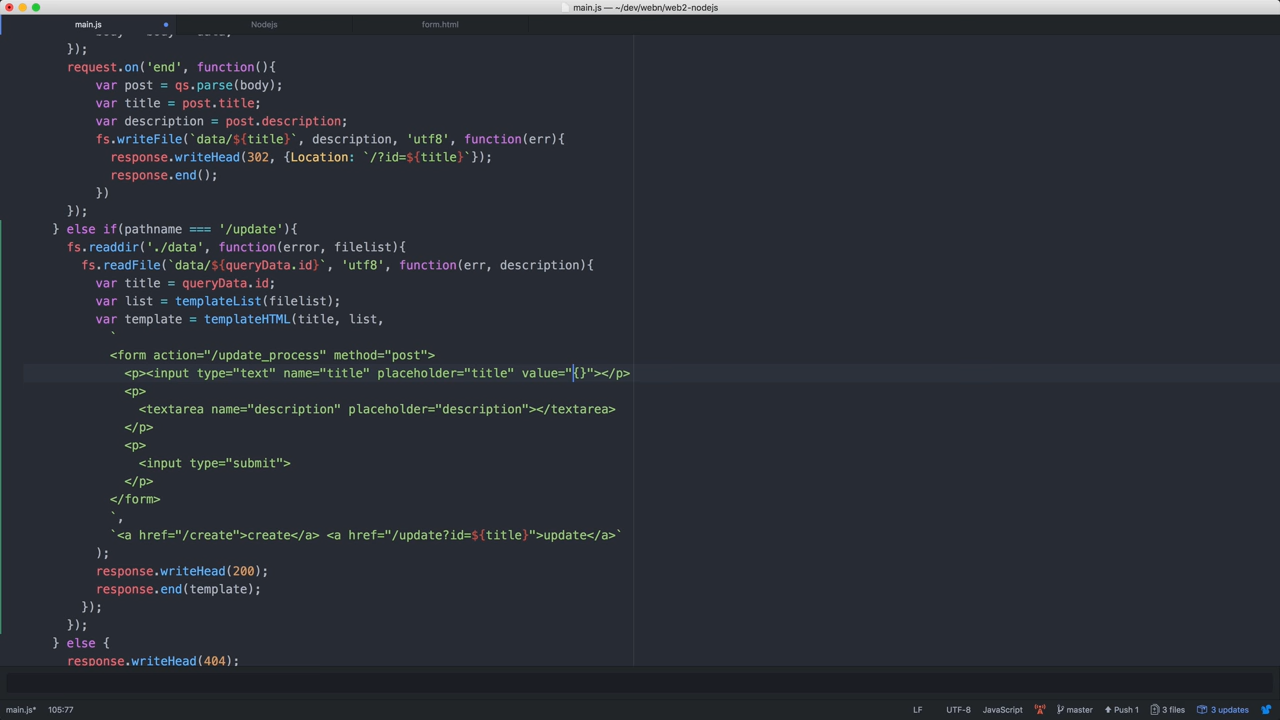 main.js — ~/dev/webn/web2-nodejs
main.js
Nodejs
form.html
});
request.on('end', function(){
var post = qs.parse(body);
var title = post.title;
var description = post.description;
fs.writeFile(`data/${title}`, description, 'utf8', function(err){
response.writeHead(302, {Location: `/?id=${title}`});
response.end();
})
});
} else if(pathname === '/update'){
fs.readdir('./data', function(error, filelist){
fs.readFile(`data/${queryData.id}`, 'utf8', function(err, description){
var title = queryData.id;
var list = templateList(filelist);
var template = templateHTML(title, list,
`
<form action="/update_process" method="post">
<p><input type="text" name="title" placeholder="title" value="{}"></p>
<p>
<textarea name="description" placeholder="description"></textarea>
</p>
<p>
<input type="submit">
</p>
</form>
`,
`<a href="/create">create</a> <a href="/update?id=${title}">update</a>`
);
response.writeHead(200);
response.end(template);
});
});
} else {
response.writeHead(404);
main.js* 105:77 LF UTF-8 JavaScript master Push 1 3 files 3 updates